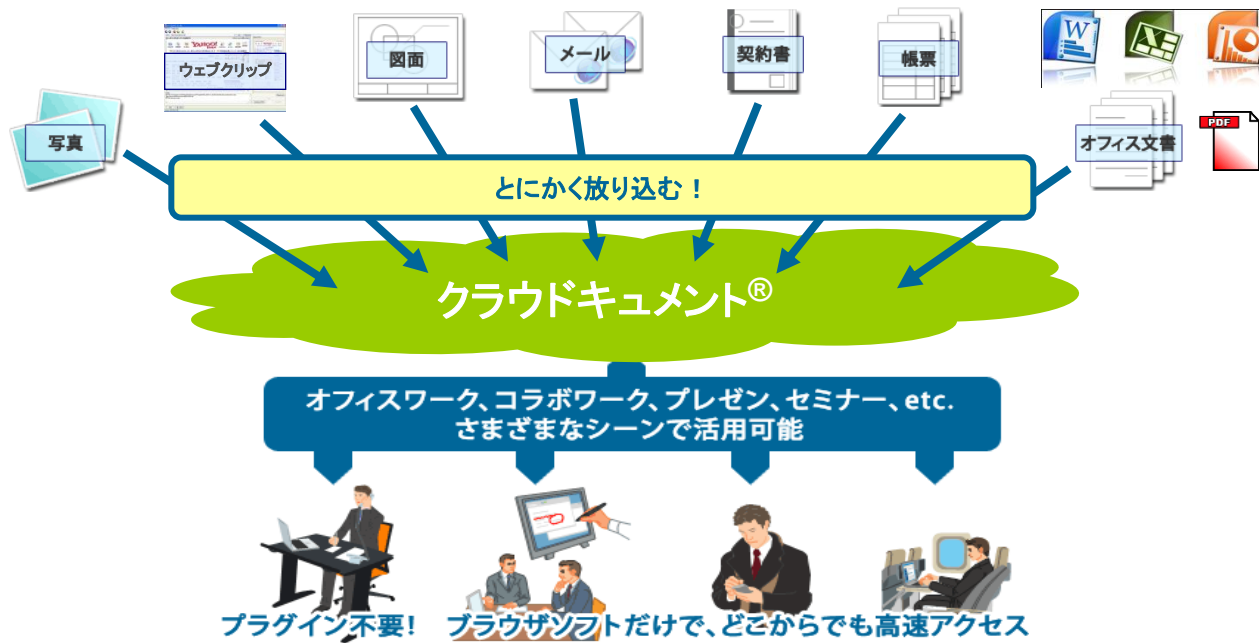 ウェブクリップ
図面
メール
契約書
帳票
写真
オフィス文書
PDF
とにかく放り込む！
クラウドキュメント®
オフィスワーク、コラボワーク、プレゼン、セミナー、etc.
さまざまなシーンで活用可能
プラグイン不要！ ブラウザソフトだけで、どこからでも高速アクセス